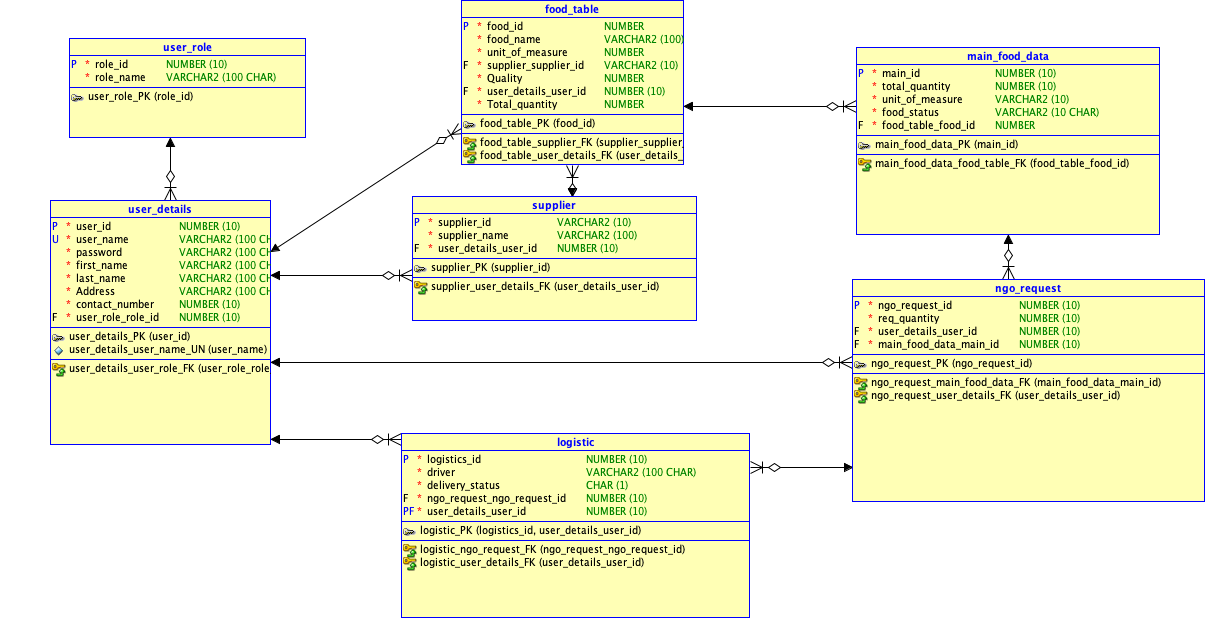 food_table
P * food_id NUMBER
* food_name VARCHAR2 (100)
* unit_of_measure NUMBER
F * supplier_supplier_id VARCHAR2 (10)
* Quality NUMBER
F * user_details_user_id NUMBER (10)
* Total_quantity NUMBER
food_table_PK (food_id)
food_table_supplier_FK (supplier_supplier_
food_table_user_details_FK (user_details_
user_role
P * role_id NUMBER (10)
* role_name VARCHAR2 (100 CHAR)
user_role_PK (role_id)
main_food_data
P * main_id NUMBER (10)
* total_quantity NUMBER (10)
* unit_of_measure VARCHAR2 (10)
* food_status VARCHAR2 (10 CHAR)
F * food_table_food_id NUMBER
main_food_data_PK (main_id)
main_food_data_food_table_FK (food_table_food_id)
user_details
P * user_id NUMBER (10)
U * user_name VARCHAR2 (100 CH
* password VARCHAR2 (100 CH
* first_name VARCHAR2 (100 CH
* last_name VARCHAR2 (100 CH
* Address VARCHAR2 (100 CH
* contact_number NUMBER (10)
F * user_role_role_id NUMBER (10)
user_details_PK (user_id)
user_details_user_name_UN (user_name)
user_details_user_role_FK (user_role_role
supplier
P * supplier_id VARCHAR2 (10)
* supplier_name VARCHAR2 (100)
F * user_details_user_id NUMBER (10)
supplier_PK (supplier_id)
supplier_user_details_FK (user_details_user_id)
ngo_request
P * ngo_request_id NUMBER (10)
* req_quantity NUMBER (10)
F * user_details_user_id NUMBER (10)
F * main_food_data_main_id NUMBER (10)
ngo_request_PK (ngo_request_id)
ngo_request_main_food_data_FK (main_food_data_main_id)
ngo_request_user_details_FK (user_details_user_id)
logistic
P * logistics_id NUMBER (10)
* driver VARCHAR2 (100 CHAR)
* delivery_status CHAR (1)
F * ngo_request_ngo_request_id NUMBER (10)
PF * user_details_user_id NUMBER (10)
logistic_PK (logistics_id, user_details_user_id)
logistic_ngo_request_FK (ngo_request_ngo_request_id)
logistic_user_details_FK (user_details_user_id)